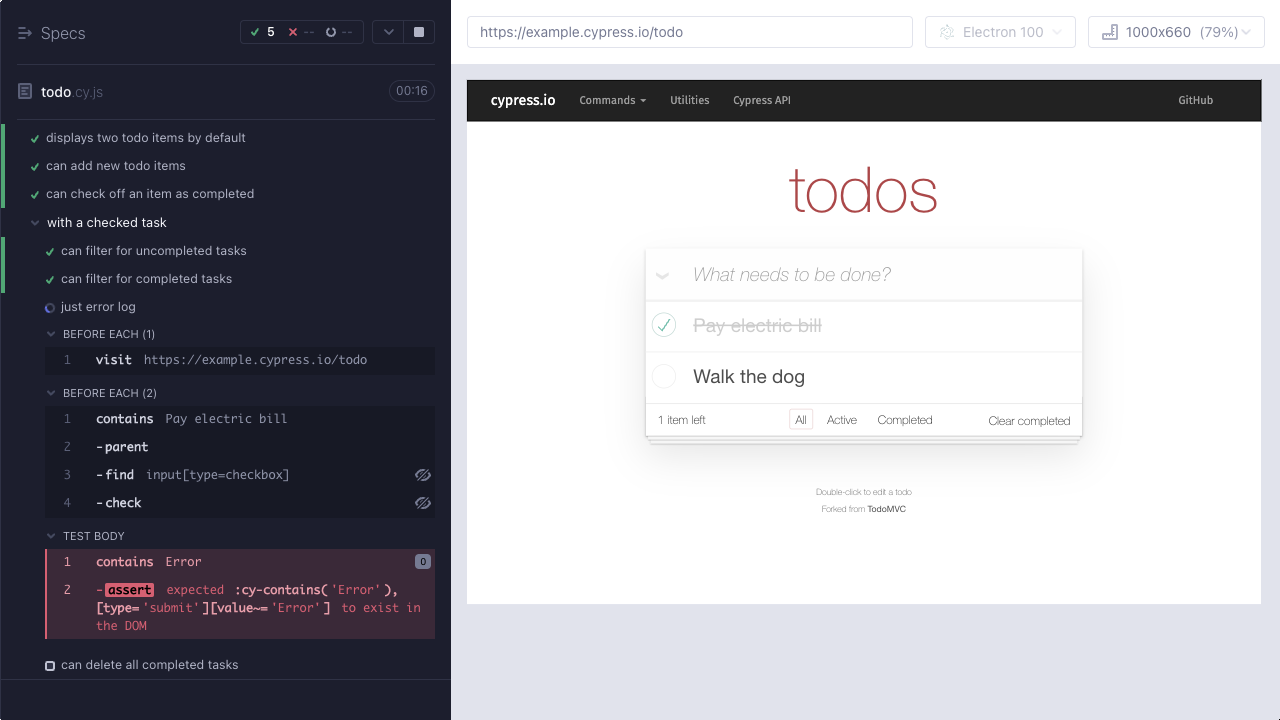 Specs
5 -- --
todo.cy.js 00:16
displays two todo items by default
can add new todo items
can check off an item as completed
with a checked task
can filter for uncompleted tasks
can filter for completed tasks
just error log
BEFORE EACH (1)
1 visit https://example.cypress.io/todo
BEFORE EACH (2)
1 contains Pay electric bill
2 -parent
3 -find input[type=checkbox]
4 -check
TEST BODY
1 contains Error 0
2 -assert expected :cy-contains('Error'),
[type='submit'][value~='Error'] to exist in
the DOM
can delete all completed tasks
https://example.cypress.io/todo
Electron 100
1000x660 (79%)
cypress.io Commands Utilities Cypress API GitHub
todos
What needs to be done?
Pay electric bill
Walk the dog
1 item left All Active Completed Clear completed
Double-click to edit a todo
Forked from TodoMVC